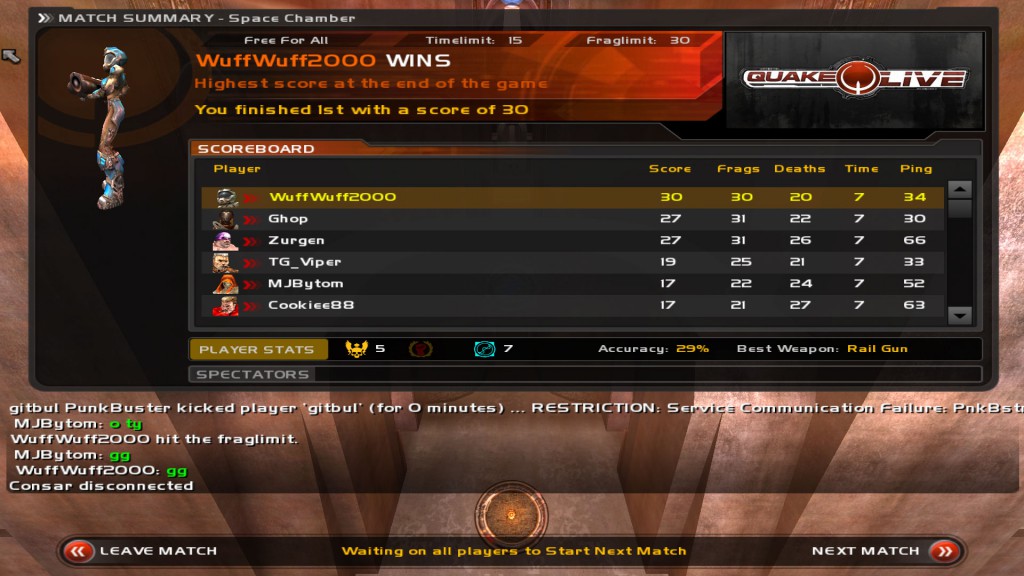 MATCH SUMMARY - Space Chamber
Free For All Timelimit: 15 Fraglimit: 30
WuffWuff2000 WINS
Highest score at the end of the game
You finished 1st with a score of 30
QUAKE LIVE
SCOREBOARD
Player Score Frags Deaths Time Ping
WuffWuff2000 30 30 20 7 34
Ghop 27 31 22 7 30
Zurgen 27 31 26 7 66
TG_Viper 19 25 21 7 33
MJBytom 17 22 24 7 52
Cookiee88 17 21 27 7 63
PLAYER STATS 5 7 Accuracy: 29% Best Weapon: Rail Gun
SPECTATORS
gitbul PunkBuster kicked player 'gitbul' (for 0 minutes) ... RESTRICTION: Service Communication Failure: PnkBst
MJBytom: o ty
WuffWuff2000 hit the fraglimit.
MJBytom: gg
WuffWuff2000: gg
Consar disconnected
LEAVE MATCH Waiting on all players to Start Next Match NEXT MATCH